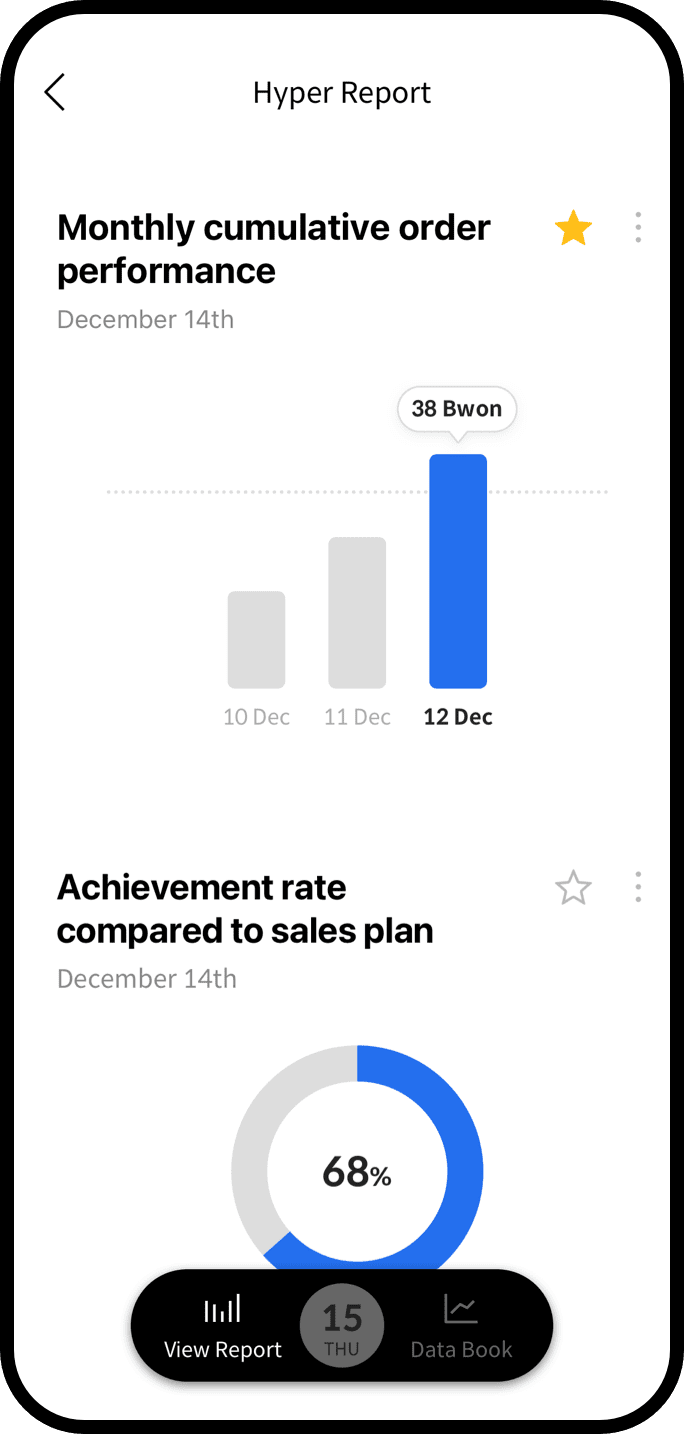 Hyper Report
Monthly cumulative order
performance
December 14th
38 Bwon
10 Dec
11 Dec
12 Dec
Achievement rate
compared to sales plan
December 14th
68%
View Report
15
THU
Data Book